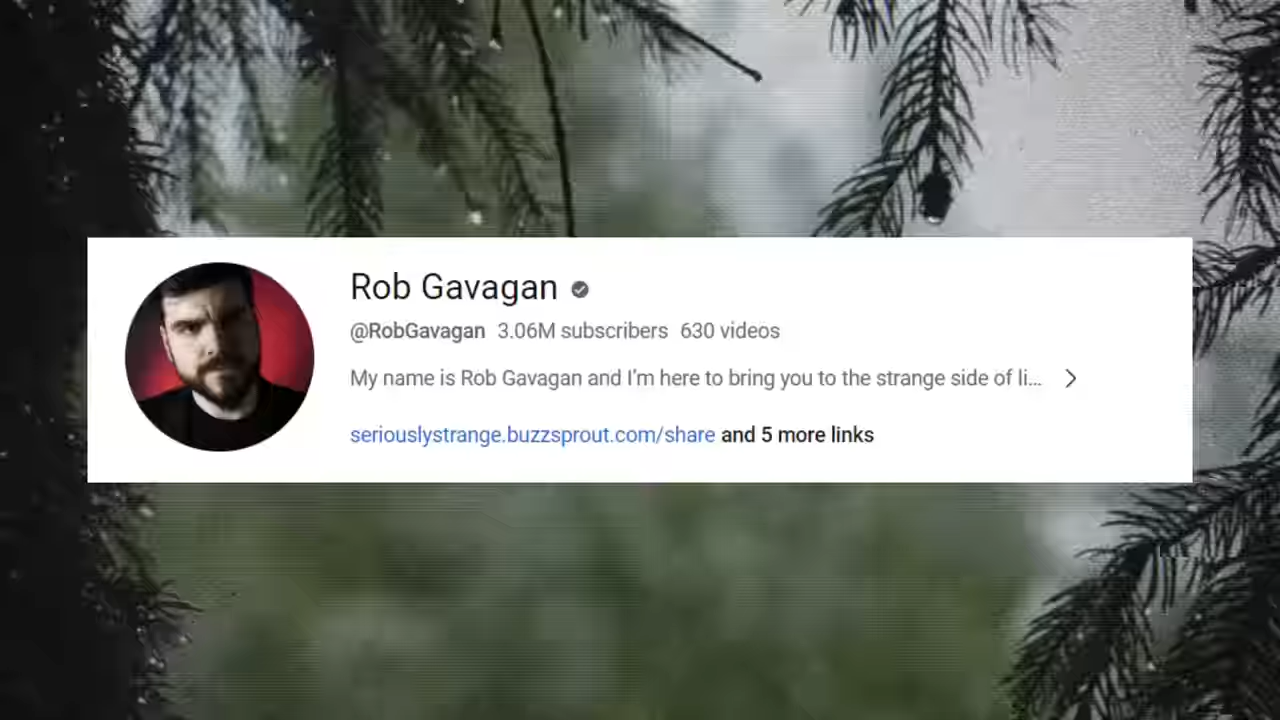 Rob Gavagan
@RobGavagan 3.06M subscribers 630 videos
My name is Rob Gavagan and I'm here to bring you to the strange side of li...
seriouslystrange.buzzsprout.com/share and 5 more links